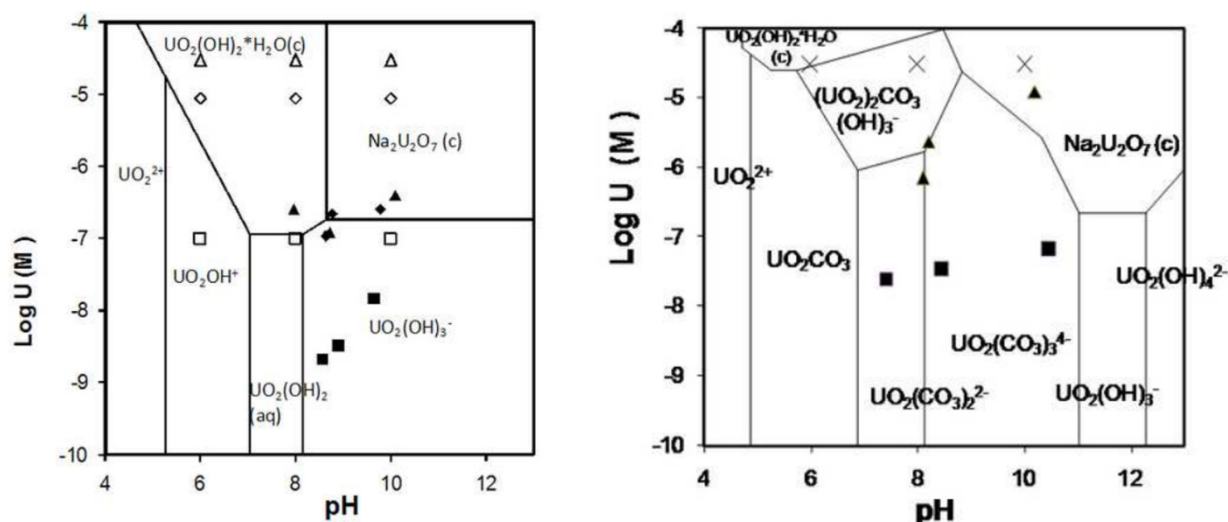 -4
-5
-6
-7
-8
-9
-10
Log U (M)
UO₂(OH)₂*H₂O(c)
Na₂U₂O₇ (c)
UO₂²⁺
UO₂OH⁺
UO₂(OH)₃⁻
UO₂(OH)₂
(aq)
4 6 8 10 12
pH
-4
-5
-6
-7
-8
-9
-10
Log U (M)
UO₂(OH)₂*H₂O
(c)
(UO₂)₂CO₃
(OH)₃⁻
Na₂U₂O₇ (c)
UO₂²⁺
UO₂CO₃
UO₂(OH)₄²⁻
UO₂(CO₃)₃⁴⁻
UO₂(CO₃)₂²⁻
UO₂(OH)₃⁻
4 6 8 10 12
pH